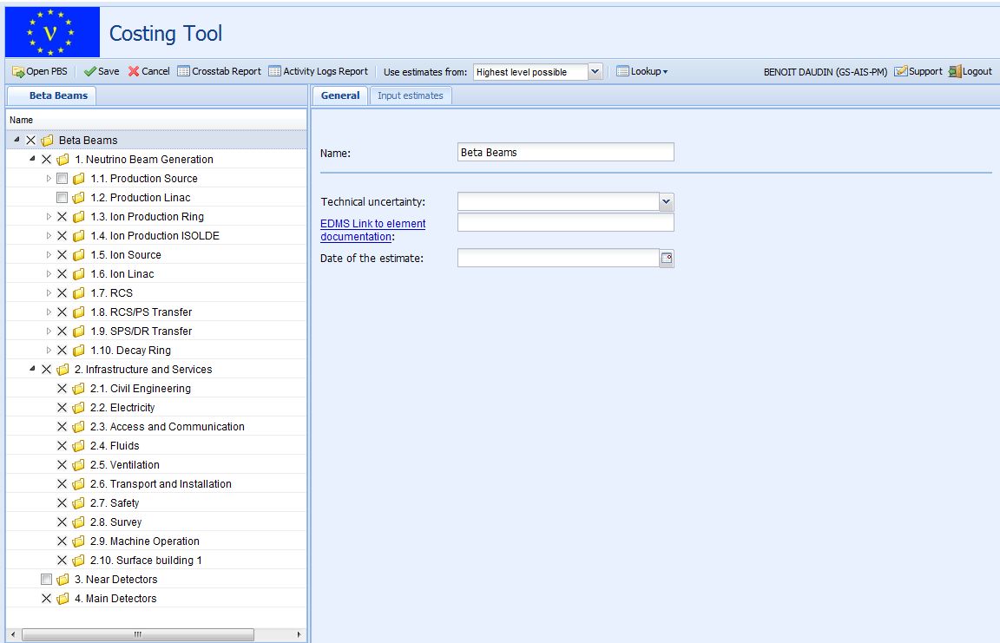 ν
Costing Tool
Open PBS Save Cancel Crosstab Report Activity Logs Report Use estimates from: Highest level possible Lookup BENOIT DAUDIN (GS-AIS-PM) Support Logout
Beta Beams
General Input estimates
Name
Beta Beams
1. Neutrino Beam Generation
1.1. Production Source
1.2. Production Linac
1.3. Ion Production Ring
1.4. Ion Production ISOLDE
1.5. Ion Source
1.6. Ion Linac
1.7. RCS
1.8. RCS/PS Transfer
1.9. SPS/DR Transfer
1.10. Decay Ring
2. Infrastructure and Services
2.1. Civil Engineering
2.2. Electricity
2.3. Access and Communication
2.4. Fluids
2.5. Ventilation
2.6. Transport and Installation
2.7. Safety
2.8. Survey
2.9. Machine Operation
2.10. Surface building 1
3. Near Detectors
4. Main Detectors
Name: Beta Beams
Technical uncertainty:
EDMS Link to element
documentation:
Date of the estimate: